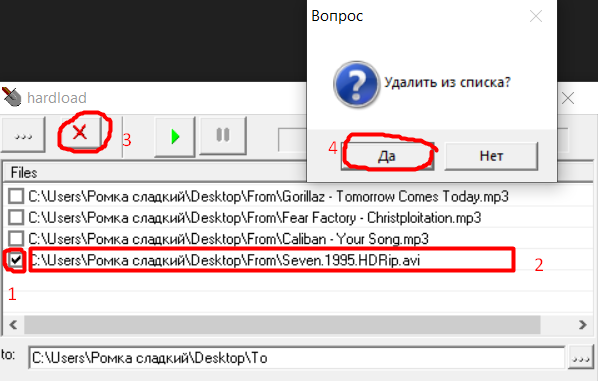 Вопрос
Удалить из списка?
4
Да
Нет
hardload
...
3
Files
C:\Users\Ромка сладкий\Desktop\From\Gorillaz - Tomorrow Comes Today.mp3
C:\Users\Ромка сладкий\Desktop\From\Fear Factory - Christploitation.mp3
C:\Users\Ромка сладкий\Desktop\From\Caliban - Your Song.mp3
C:\Users\Ромка сладкий\Desktop\From\Seven.1995.HDRip.avi
2
1
to: C:\Users\Ромка сладкий\Desktop\To ...